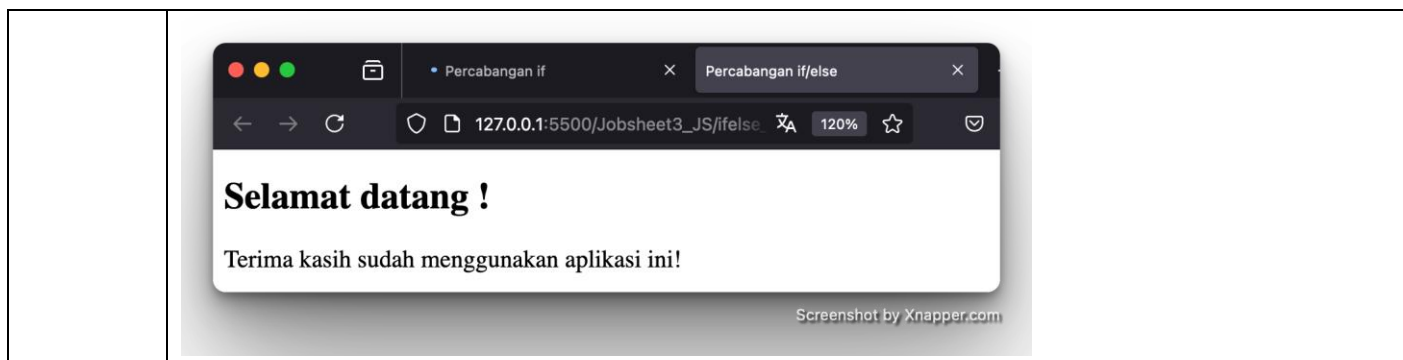 Percabangan if
Percabangan if/else
127.0.0.1:5500/Jobsheet3_JS/ifelse_
120%
Selamat datang !
Terima kasih sudah menggunakan aplikasi ini!
Screenshot by Xnapper.com